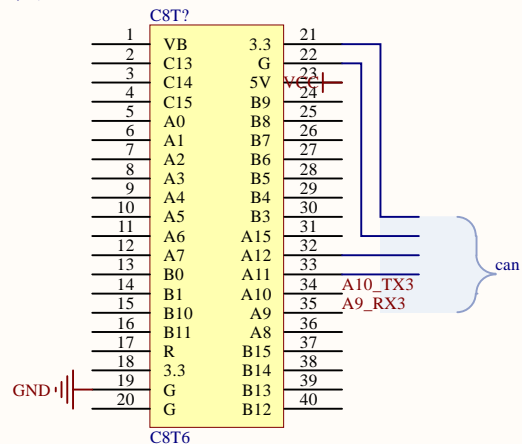 C8T?
1 VB 3.3 21
2 C13 G 22
3 C14 5V 23 VCC
4 C15 B9 24
5 A0 B8 25
6 A1 B7 26
7 A2 B6 27
8 A3 B5 28
9 A4 B4 29
10 A5 B3 30
11 A6 A15 31
12 A7 A12 32
13 B0 A11 33
14 B1 A10 34 A10_TX3
15 B10 A9 35 A9_RX3
16 B11 A8 36
17 R B15 37
18 3.3 B14 38
GND 19 G B13 39
20 G B12 40
can
C8T6